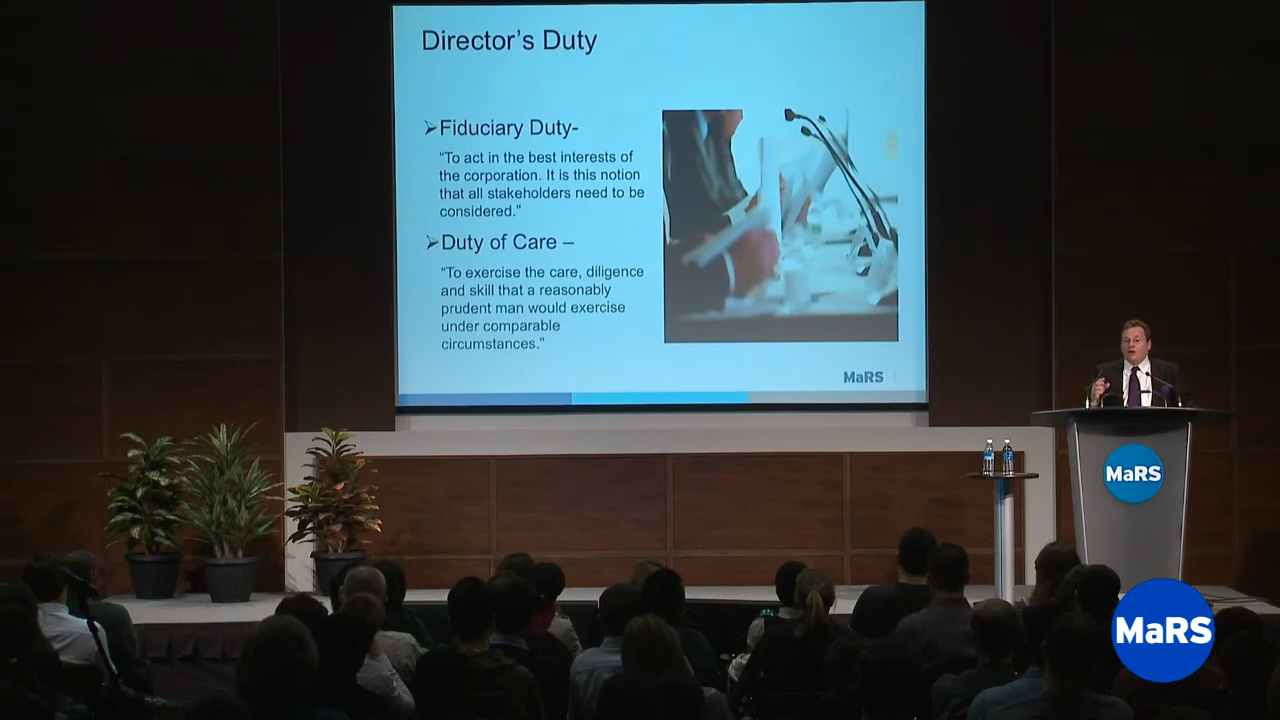 Director's Duty
➢Fiduciary Duty-
"To act in the best interests of
the corporation. It is this notion
that all stakeholders need to be
considered."
➢Duty of Care –
"To exercise the care, diligence
and skill that a reasonably
prudent man would exercise
under comparable
circumstances."
MaRS
MaRS
MaRS